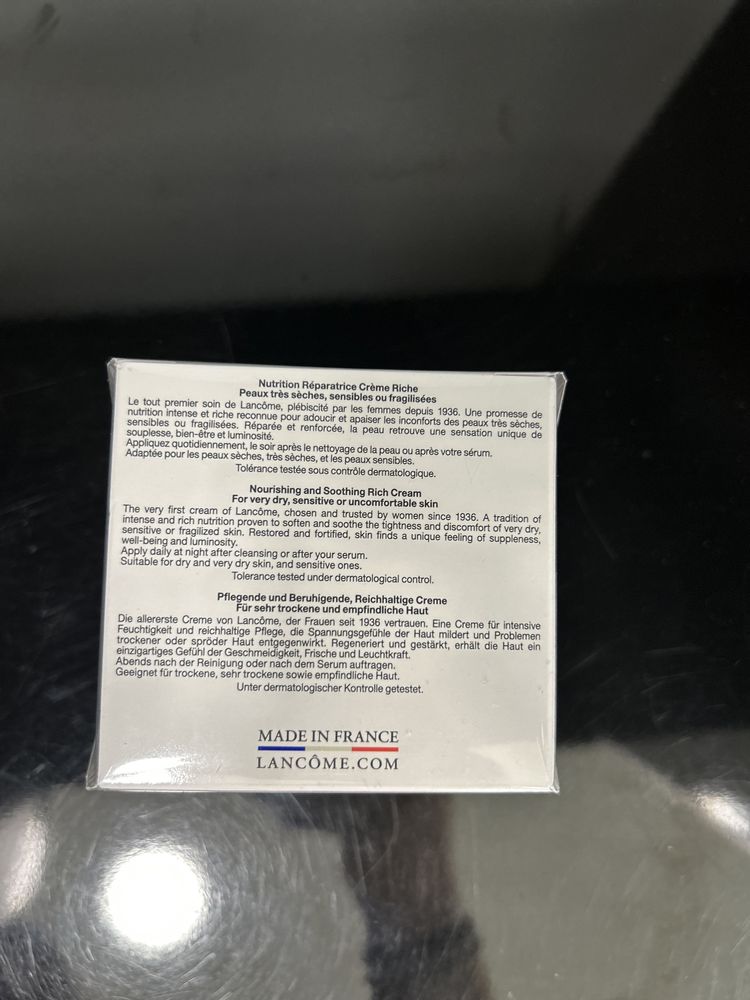 Nutrition Réparatrice Crème Riche
Peaux très sèches, sensibles ou fragilisées
Le tout premier soin de Lancôme, plébiscité par les femmes depuis 1936. Une promesse de
nutrition intense et riche reconnue pour adoucir et apaiser les inconforts des peaux très sèches,
sensibles ou fragilisées. Réparée et renforcée, la peau retrouve une sensation unique de
souplesse, bien-être et luminosité.
Appliquez quotidiennement, le soir après le nettoyage de la peau ou après votre sérum.
Adaptée pour les peaux sèches, très sèches, et les peaux sensibles.
Tolérance testée sous contrôle dermatologique.
Nourishing and Soothing Rich Cream
For very dry, sensitive or uncomfortable skin
The very first cream of Lancôme, chosen and trusted by women since 1936. A tradition of
intense and rich nutrition proven to soften and soothe the tightness and discomfort of very dry,
sensitive or fragilized skin. Restored and fortified, skin finds a unique feeling of suppleness,
well-being and luminosity.
Apply daily at night after cleansing or after your serum.
Suitable for dry and very dry skin, and sensitive ones.
Tolerance tested under dermatological control.
Pflegende und Beruhigende, Reichhaltige Creme
Für sehr trockene und empfindliche Haut
Die allererste Creme von Lancôme, der Frauen seit 1936 vertrauen. Eine Creme für intensive
Feuchtigkeit und reichhaltige Pflege, die Spannungsgefühle der Haut mildert und Problemen
trockener oder spröder Haut entgegenwirkt. Regeneriert und gestärkt, erhält die Haut ein
einzigartiges Gefühl der Geschmeidigkeit, Frische und Leuchtkraft.
Abends nach der Reinigung oder nach dem Serum auftragen.
Geeignet für trockene, sehr trockene sowie empfindliche Haut.
Unter dermatologischer Kontrolle getestet.
MADE IN FRANCE
LANCÔME.COM